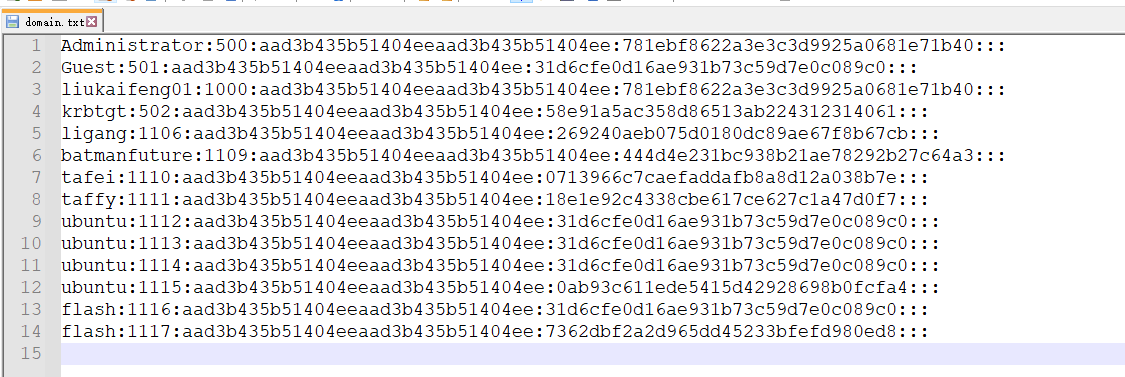 domain.txt
1 Administrator:500:aad3b435b51404eeaad3b435b51404ee:781ebf8622a3e3c3d9925a0681e71b40:::
2 Guest:501:aad3b435b51404eeaad3b435b51404ee:31d6cfe0d16ae931b73c59d7e0c089c0:::
3 liukaifeng01:1000:aad3b435b51404eeaad3b435b51404ee:781ebf8622a3e3c3d9925a0681e71b40:::
4 krbtgt:502:aad3b435b51404eeaad3b435b51404ee:58e91a5ac358d86513ab224312314061:::
5 ligang:1106:aad3b435b51404eeaad3b435b51404ee:269240aeb075d0180dc89ae67f8b67cb:::
6 batmanfuture:1109:aad3b435b51404eeaad3b435b51404ee:444d4e231bc938b21ae78292b27c64a3:::
7 tafei:1110:aad3b435b51404eeaad3b435b51404ee:0713966c7caefaddafb8a8d12a038b7e:::
8 taffy:1111:aad3b435b51404eeaad3b435b51404ee:18e1e92c4338cbe617ce627c1a47d0f7:::
9 ubuntu:1112:aad3b435b51404eeaad3b435b51404ee:31d6cfe0d16ae931b73c59d7e0c089c0:::
10 ubuntu:1113:aad3b435b51404eeaad3b435b51404ee:31d6cfe0d16ae931b73c59d7e0c089c0:::
11 ubuntu:1114:aad3b435b51404eeaad3b435b51404ee:31d6cfe0d16ae931b73c59d7e0c089c0:::
12 ubuntu:1115:aad3b435b51404eeaad3b435b51404ee:0ab93c611ede5415d42928698b0fcfa4:::
13 flash:1116:aad3b435b51404eeaad3b435b51404ee:31d6cfe0d16ae931b73c59d7e0c089c0:::
14 flash:1117:aad3b435b51404eeaad3b435b51404ee:7362dbf2a2d965dd45233bfefd980ed8:::
15